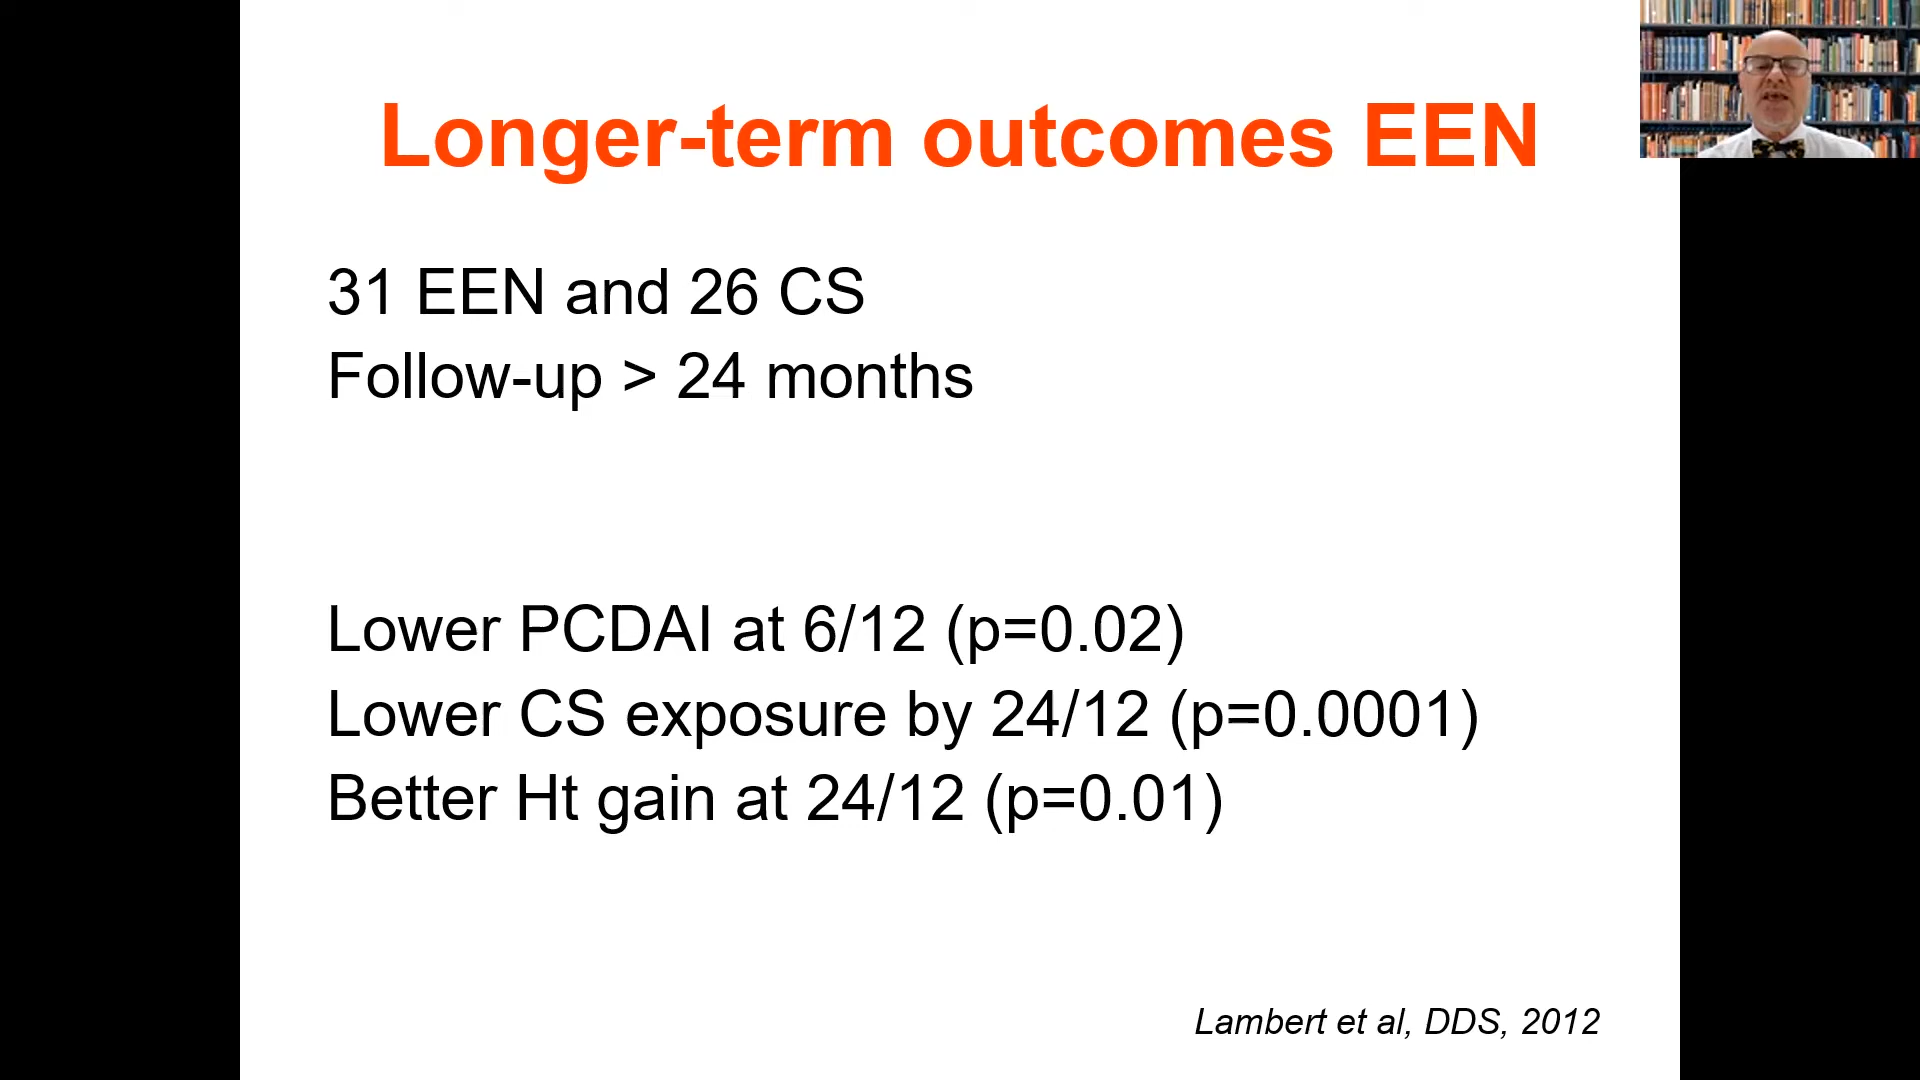 Longer-term outcomes EEN
31 EEN and 26 CS
Follow-up > 24 months
Lower PCDAI at 6/12 (p=0.02)
Lower CS exposure by 24/12 (p=0.0001)
Better Ht gain at 24/12 (p=0.01)
Lambert et al, DDS, 2012